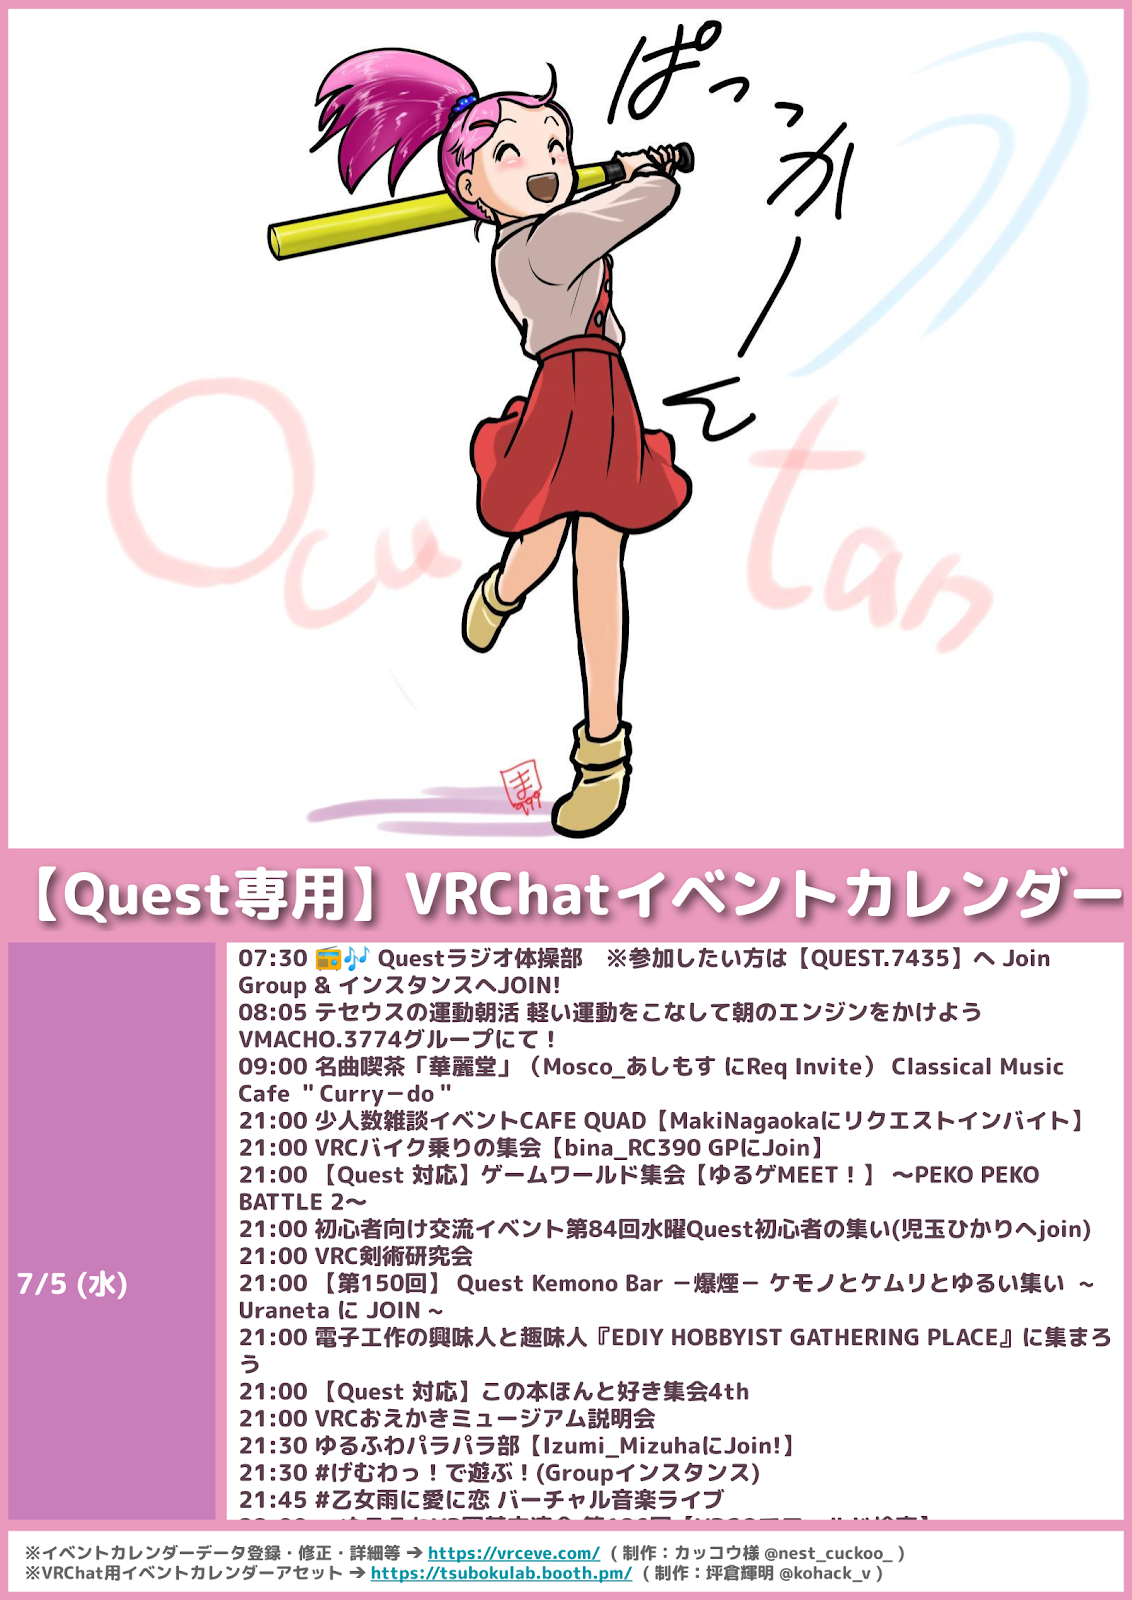 ぱっっかーん
Ocu tan
ま
999
【Quest専用】VRChatイベントカレンダー
7/5 (水)
07:30 📻🎶 Questラジオ体操部　※参加したい方は【QUEST.7435】へ Join
Group & インスタンスへJOIN!
08:05 テセウスの運動朝活 軽い運動をこなして朝のエンジンをかけよう
VMACHO.3774グループにて！
09:00 名曲喫茶「華麗堂」（Mosco_あしもす にReq Invite） Classical Music
Cafe ＂Curry－do＂
21:00 少人数雑談イベントCAFE QUAD【MakiNagaokaにリクエストインバイト】
21:00 VRCバイク乗りの集会【bina_RC390 GPにJoin】
21:00 【Quest 対応】ゲームワールド集会【ゆるゲMEET！】 〜PEKO PEKO
BATTLE 2〜
21:00 初心者向け交流イベント第84回水曜Quest初心者の集い(児玉ひかりへjoin)
21:00 VRC剣術研究会
21:00 【第150回】 Quest Kemono Bar －爆煙－ ケモノとケムリとゆるい集い ~
Uraneta に JOIN ~
21:00 電子工作の興味人と趣味人『EDIY HOBBYIST GATHERING PLACE』に集まろ
う
21:00 【Quest 対応】この本ほんと好き集会4th
21:00 VRCおえかきミュージアム説明会
21:30 ゆるふわパラパラ部【Izumi_MizuhaにJoin!】
21:30 #げむわっ！で遊ぶ！(Groupインスタンス)
21:45 #乙女雨に愛に恋 バーチャル音楽ライブ
※イベントカレンダーデータ登録・修正・詳細等 ➔ https://vrceve.com/ （ 制作：カッコウ様 @nest_cuckoo_ ）
※VRChat用イベントカレンダーアセット ➔ https://tsubokulab.booth.pm/ （ 制作：坪倉輝明 @kohack_v ）